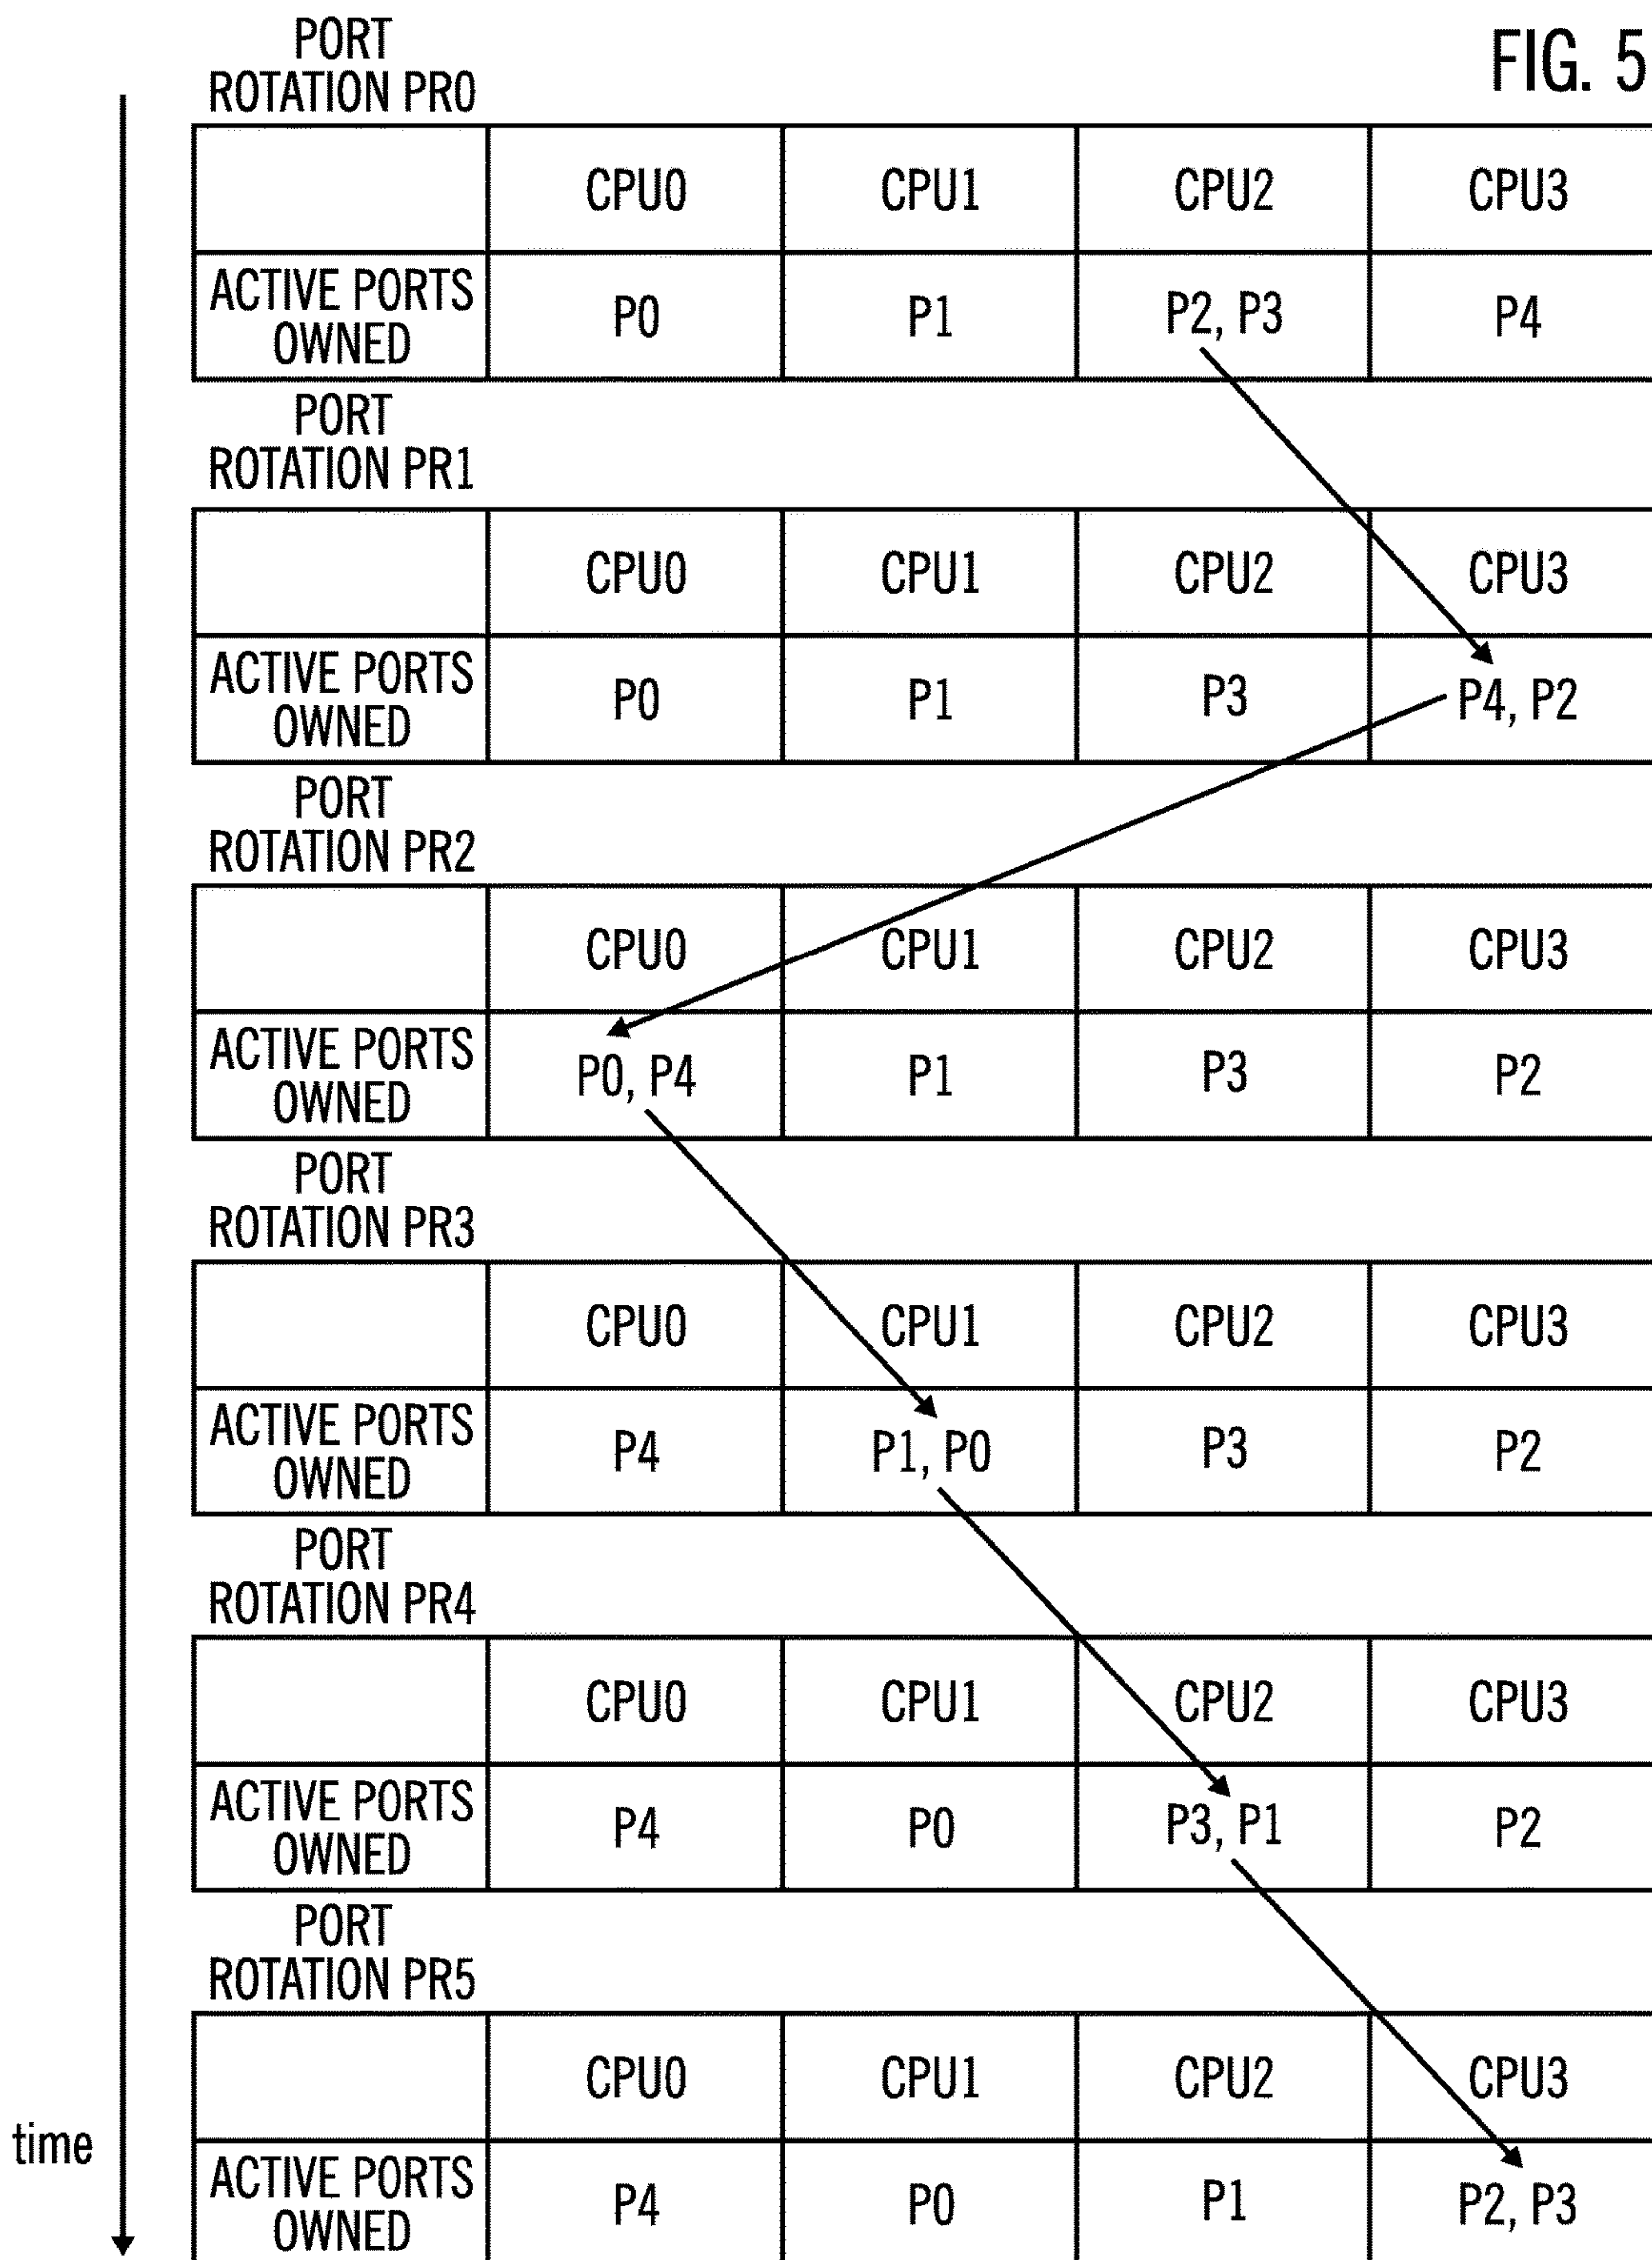 FIG. 5
PORT
ROTATION PR0
CPU0 CPU1 CPU2 CPU3
ACTIVE PORTS
OWNED
P0 P1 P2, P3 P4
PORT
ROTATION PR1
CPU0 CPU1 CPU2 CPU3
ACTIVE PORTS
OWNED
P0 P1 P3 P4, P2
PORT
ROTATION PR2
CPU0 CPU1 CPU2 CPU3
ACTIVE PORTS
OWNED
P0, P4 P1 P3 P2
PORT
ROTATION PR3
CPU0 CPU1 CPU2 CPU3
ACTIVE PORTS
OWNED
P4 P1, P0 P3 P2
PORT
ROTATION PR4
CPU0 CPU1 CPU2 CPU3
ACTIVE PORTS
OWNED
P4 P0 P3, P1 P2
PORT
ROTATION PR5
CPU0 CPU1 CPU2 CPU3
time
ACTIVE PORTS
OWNED
P4 P0 P1 P2, P3